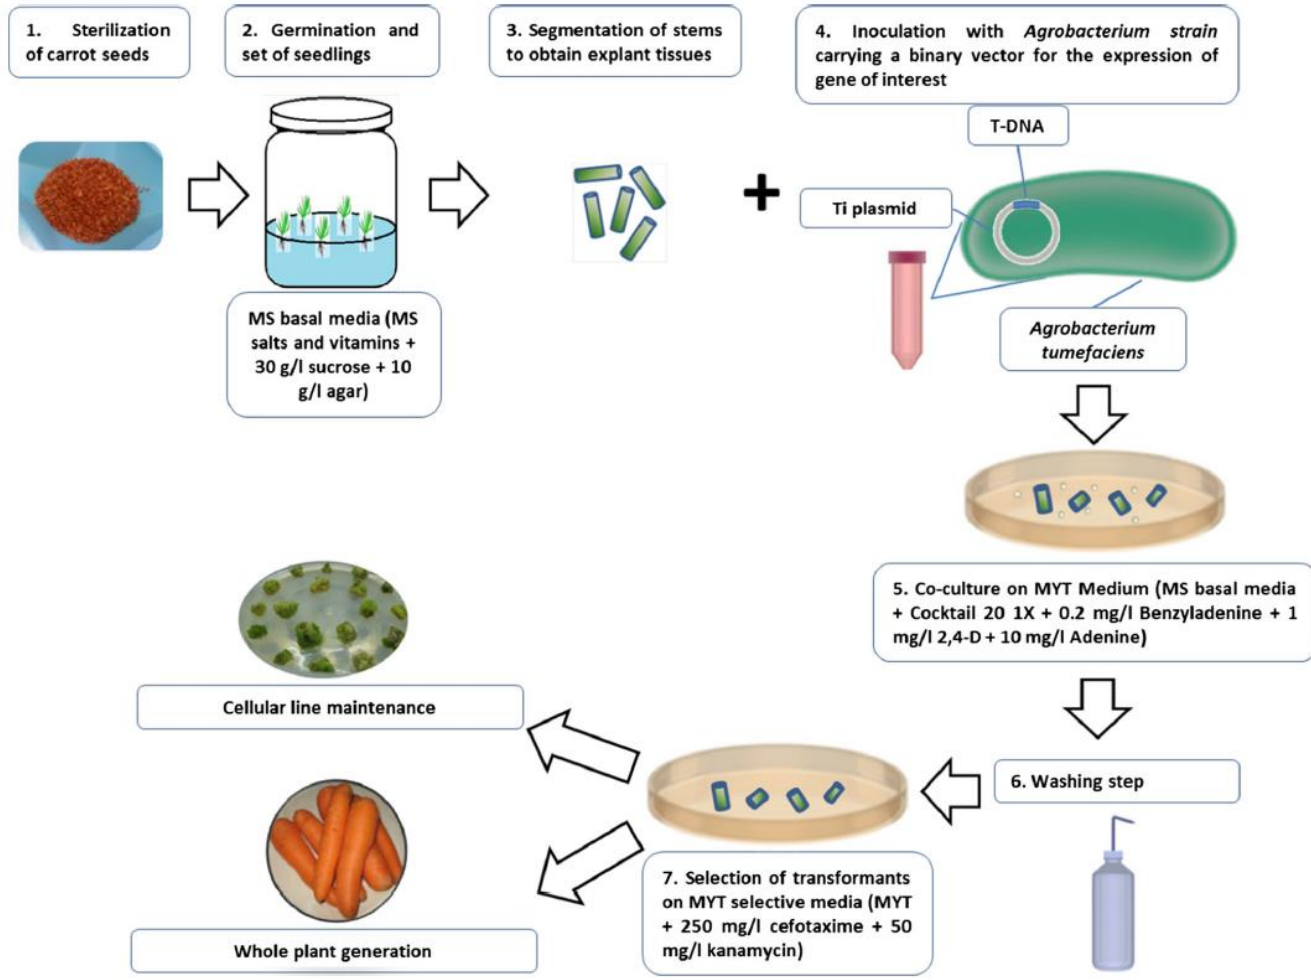 1. Sterilization
of carrot seeds
2. Germination and
set of seedlings
3. Segmentation of stems
to obtain explant tissues
4. Inoculation with Agrobacterium strain
carrying a binary vector for the expression of
gene of interest
T-DNA
Ti plasmid
MS basal media (MS
salts and vitamins +
30 g/l sucrose + 10
g/l agar)
Agrobacterium
tumefaciens
5. Co-culture on MYT Medium (MS basal media
+ Cocktail 20 1X + 0.2 mg/l Benzyladenine + 1
mg/l 2,4-D + 10 mg/l Adenine)
6. Washing step
7. Selection of transformants
on MYT selective media (MYT
+ 250 mg/l cefotaxime + 50
mg/l kanamycin)
Cellular line maintenance
Whole plant generation